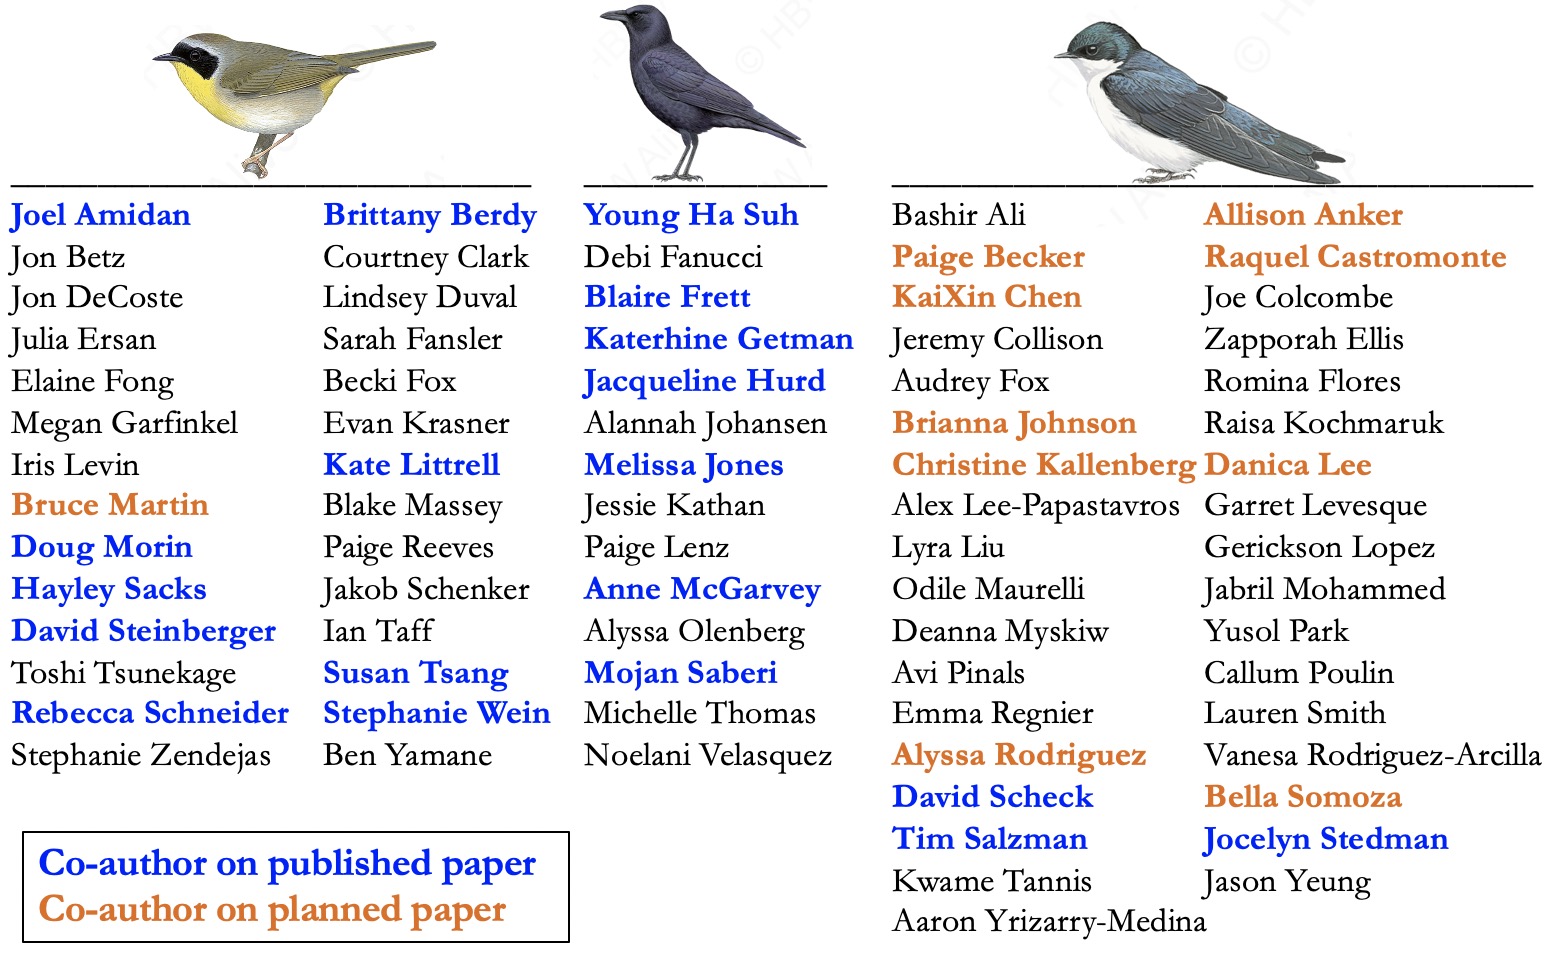 Joel Amidan
Jon Betz
Jon DeCoste
Julia Ersan
Elaine Fong
Megan Garfinkel
Iris Levin
Bruce Martin
Doug Morin
Hayley Sacks
David Steinberger
Toshi Tsunekage
Rebecca Schneider
Stephanie Zendejas
Brittany Berdy
Courtney Clark
Lindsey Duval
Sarah Fansler
Becki Fox
Evan Krasner
Kate Littrell
Blake Massey
Paige Reeves
Jakob Schenker
Ian Taff
Susan Tsang
Stephanie Wein
Ben Yamane
Young Ha Suh
Debi Fanucci
Blaire Frett
Katerhine Getman
Jacqueline Hurd
Alannah Johansen
Melissa Jones
Jessie Kathan
Paige Lenz
Anne McGarvey
Alyssa Olenberg
Mojan Saberi
Michelle Thomas
Noelani Velasquez
Bashir Ali
Paige Becker
KaiXin Chen
Jeremy Collison
Audrey Fox
Brianna Johnson
Christine Kallenberg
Alex Lee-Papastavros
Lyra Liu
Odile Maurelli
Deanna Myskiw
Avi Pinals
Emma Regnier
Alyssa Rodriguez
David Scheck
Tim Salzman
Kwame Tannis
Aaron Yrizarry-Medina
Allison Anker
Raquel Castromonte
Joe Colcombe
Zapporah Ellis
Romina Flores
Raisa Kochmaruk
Danica Lee
Garret Levesque
Gerickson Lopez
Jabril Mohammed
Yusol Park
Callum Poulin
Lauren Smith
Vanesa Rodriguez-Arcilla
Bella Somoza
Jocelyn Stedman
Jason Yeung
Co-author on published paper
Co-author on planned paper